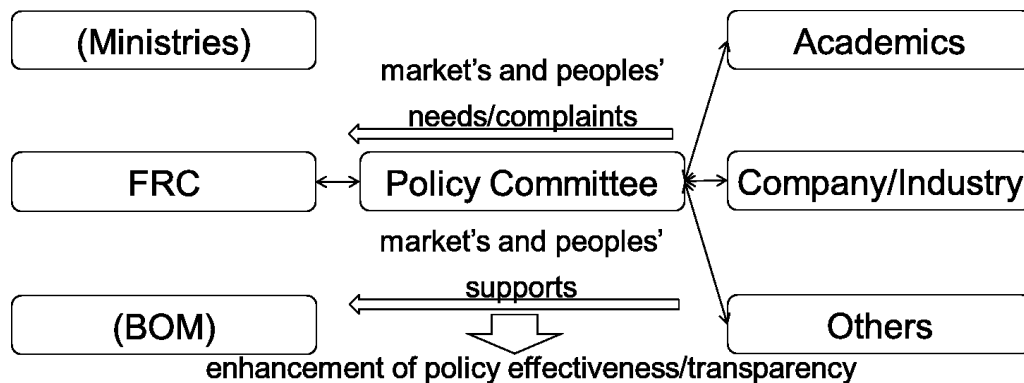 (Ministries)
Academics
market's and peoples'
needs/complaints
FRC
Policy Committee
Company/Industry
market's and peoples'
supports
(BOM)
Others
enhancement of policy effectiveness/transparency